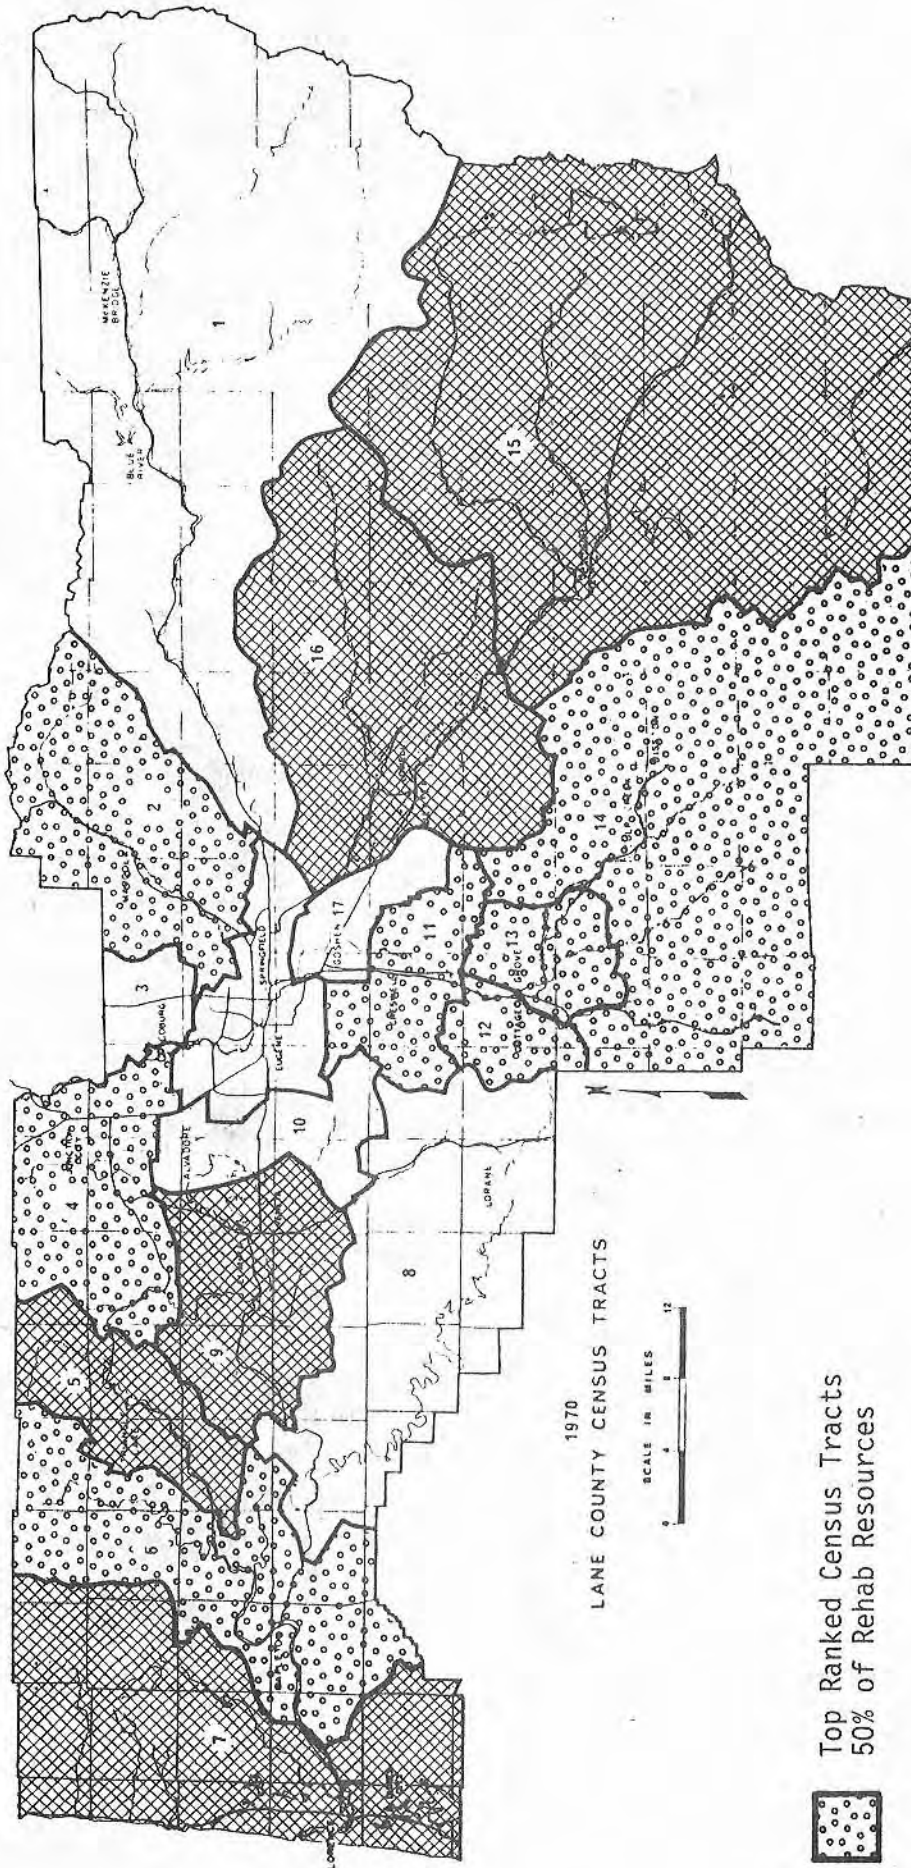 McKENZIE
BRIDGE
BLUE
RIVER
1
2
3
4
5
6
7
8
9
10
11
12
13
14
15
16
17
SPRINGFIELD
EUGENE
GOSHEN
ALVADORE
COTTAGE
GROVE
LORANE
1970
LANE COUNTY CENSUS TRACTS
SCALE IN MILES
0 4 8 12
N
Top Ranked Census Tracts
50% of Rehab Resources